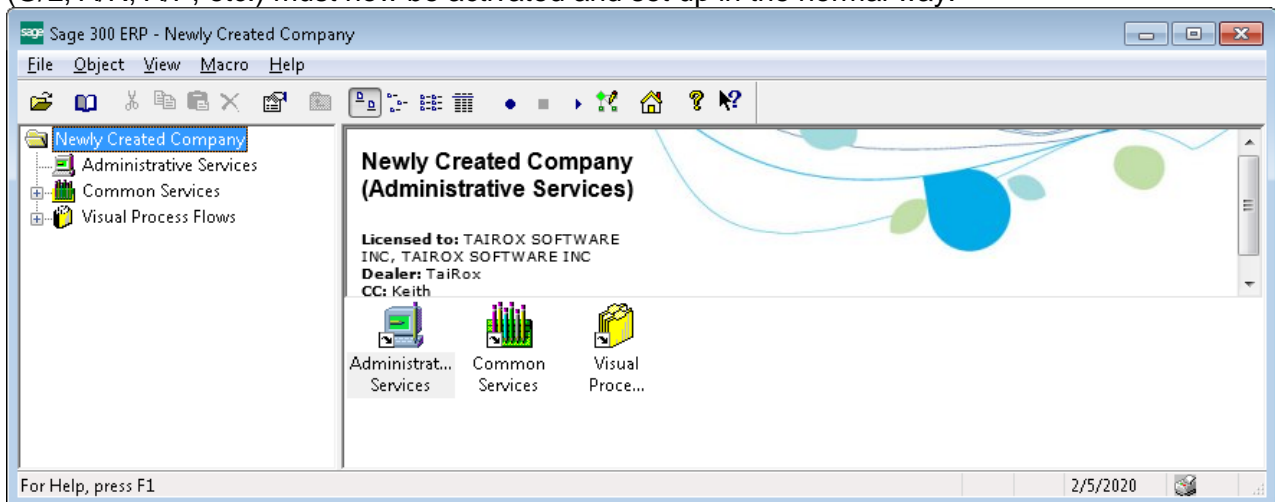 (G/L, A/R, A/P, etc.) must now be activated and set up in the normal way.
sage Sage 300 ERP - Newly Created Company
File Object View Macro Help
Newly Created Company
Administrative Services
Common Services
Visual Process Flows
Newly Created Company
(Administrative Services)
Licensed to: TAIROX SOFTWARE
INC, TAIROX SOFTWARE INC
Dealer: TaiRox
CC: Keith
Administrat...
Services
Common
Services
Visual
Proce...
For Help, press F1
2/5/2020